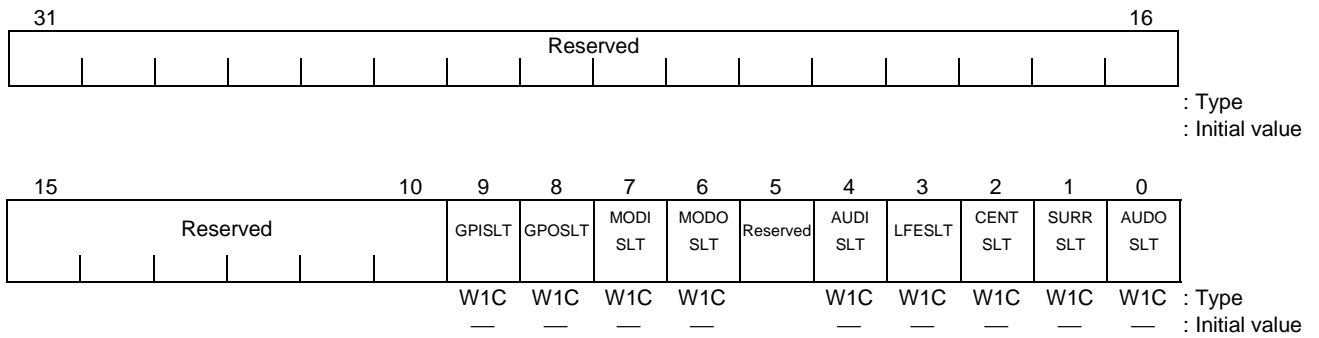 31 16
Reserved
: Type
: Initial value
15 10 9 8 7 6 5 4 3 2 1 0
Reserved GPISLT GPOSLT MODI SLT MODO SLT Reserved AUDI SLT LFESLT CENT SLT SURR SLT AUDO SLT
W1C W1C W1C W1C W1C W1C W1C W1C W1C : Type
— — — — — — — — — : Initial value